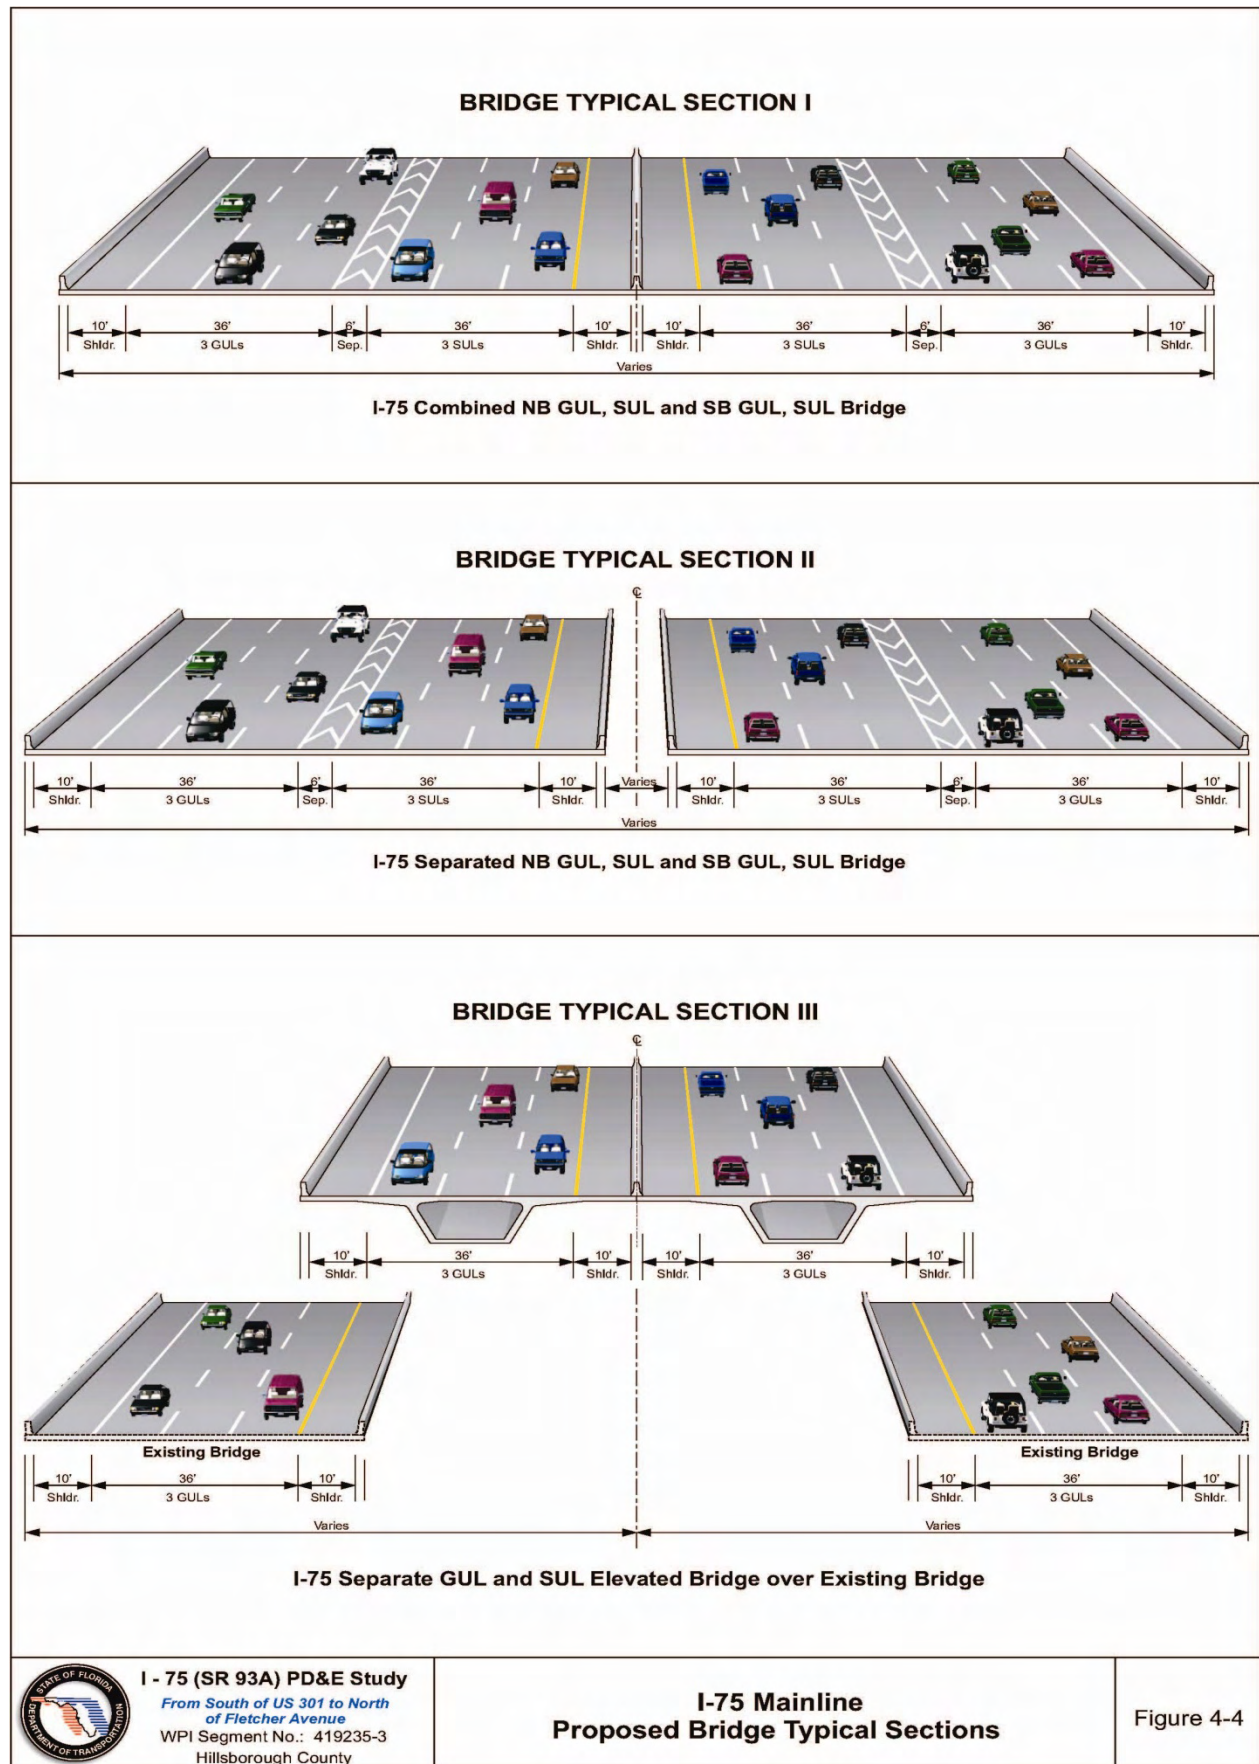 BRIDGE TYPICAL SECTION I
10' 36' 6' 36' 10' 10' 36' 6' 36' 10'
Shldr. 3 GULs Sep. 3 SULs Shldr. Shldr. 3 SULs Sep. 3 GULs Shldr.
Varies
I-75 Combined NB GUL, SUL and SB GUL, SUL Bridge
BRIDGE TYPICAL SECTION II
℄
10' 36' 6' 36' 10' Varies 10' 36' 6' 36' 10'
Shldr. 3 GULs Sep. 3 SULs Shldr. Shldr. 3 SULs Sep. 3 GULs Shldr.
Varies
I-75 Separated NB GUL, SUL and SB GUL, SUL Bridge
BRIDGE TYPICAL SECTION III
℄
10' 36' 10' 10' 36' 10'
Shldr. 3 GULs Shldr. Shldr. 3 GULs Shldr.
Existing Bridge Existing Bridge
10' 36' 10' 10' 36' 10'
Shldr. 3 GULs Shldr. Shldr. 3 GULs Shldr.
Varies Varies
I-75 Separate GUL and SUL Elevated Bridge over Existing Bridge
STATE OF FLORIDA
DEPARTMENT OF TRANSPORTATION
I - 75 (SR 93A) PD&E Study
From South of US 301 to North
of Fletcher Avenue
WPI Segment No.: 419235-3
Hillsborough County
I-75 Mainline
Proposed Bridge Typical Sections
Figure 4-4